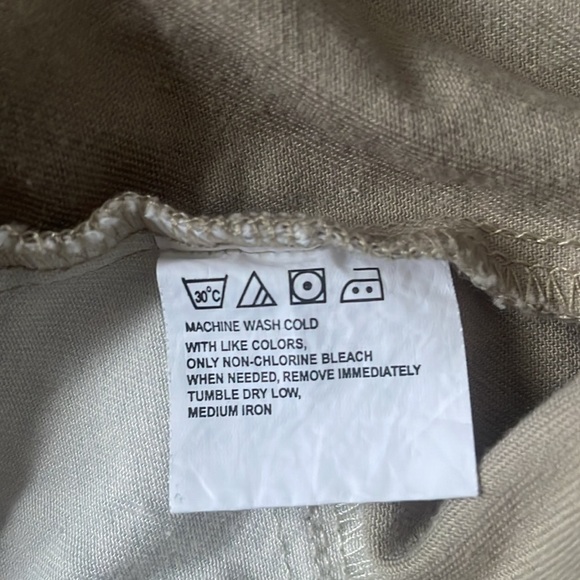 30°C
MACHINE WASH COLD
WITH LIKE COLORS,
ONLY NON-CHLORINE BLEACH
WHEN NEEDED, REMOVE IMMEDIATELY
TUMBLE DRY LOW,
MEDIUM IRON